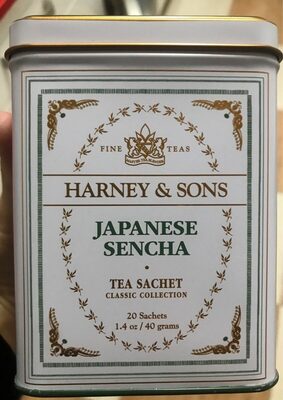 FINE TEAS
HARNEY & SONS
JAPANESE
SENCHA
TEA SACHET
CLASSIC COLLECTION
20 Sachets
1.4 oz / 40 grams